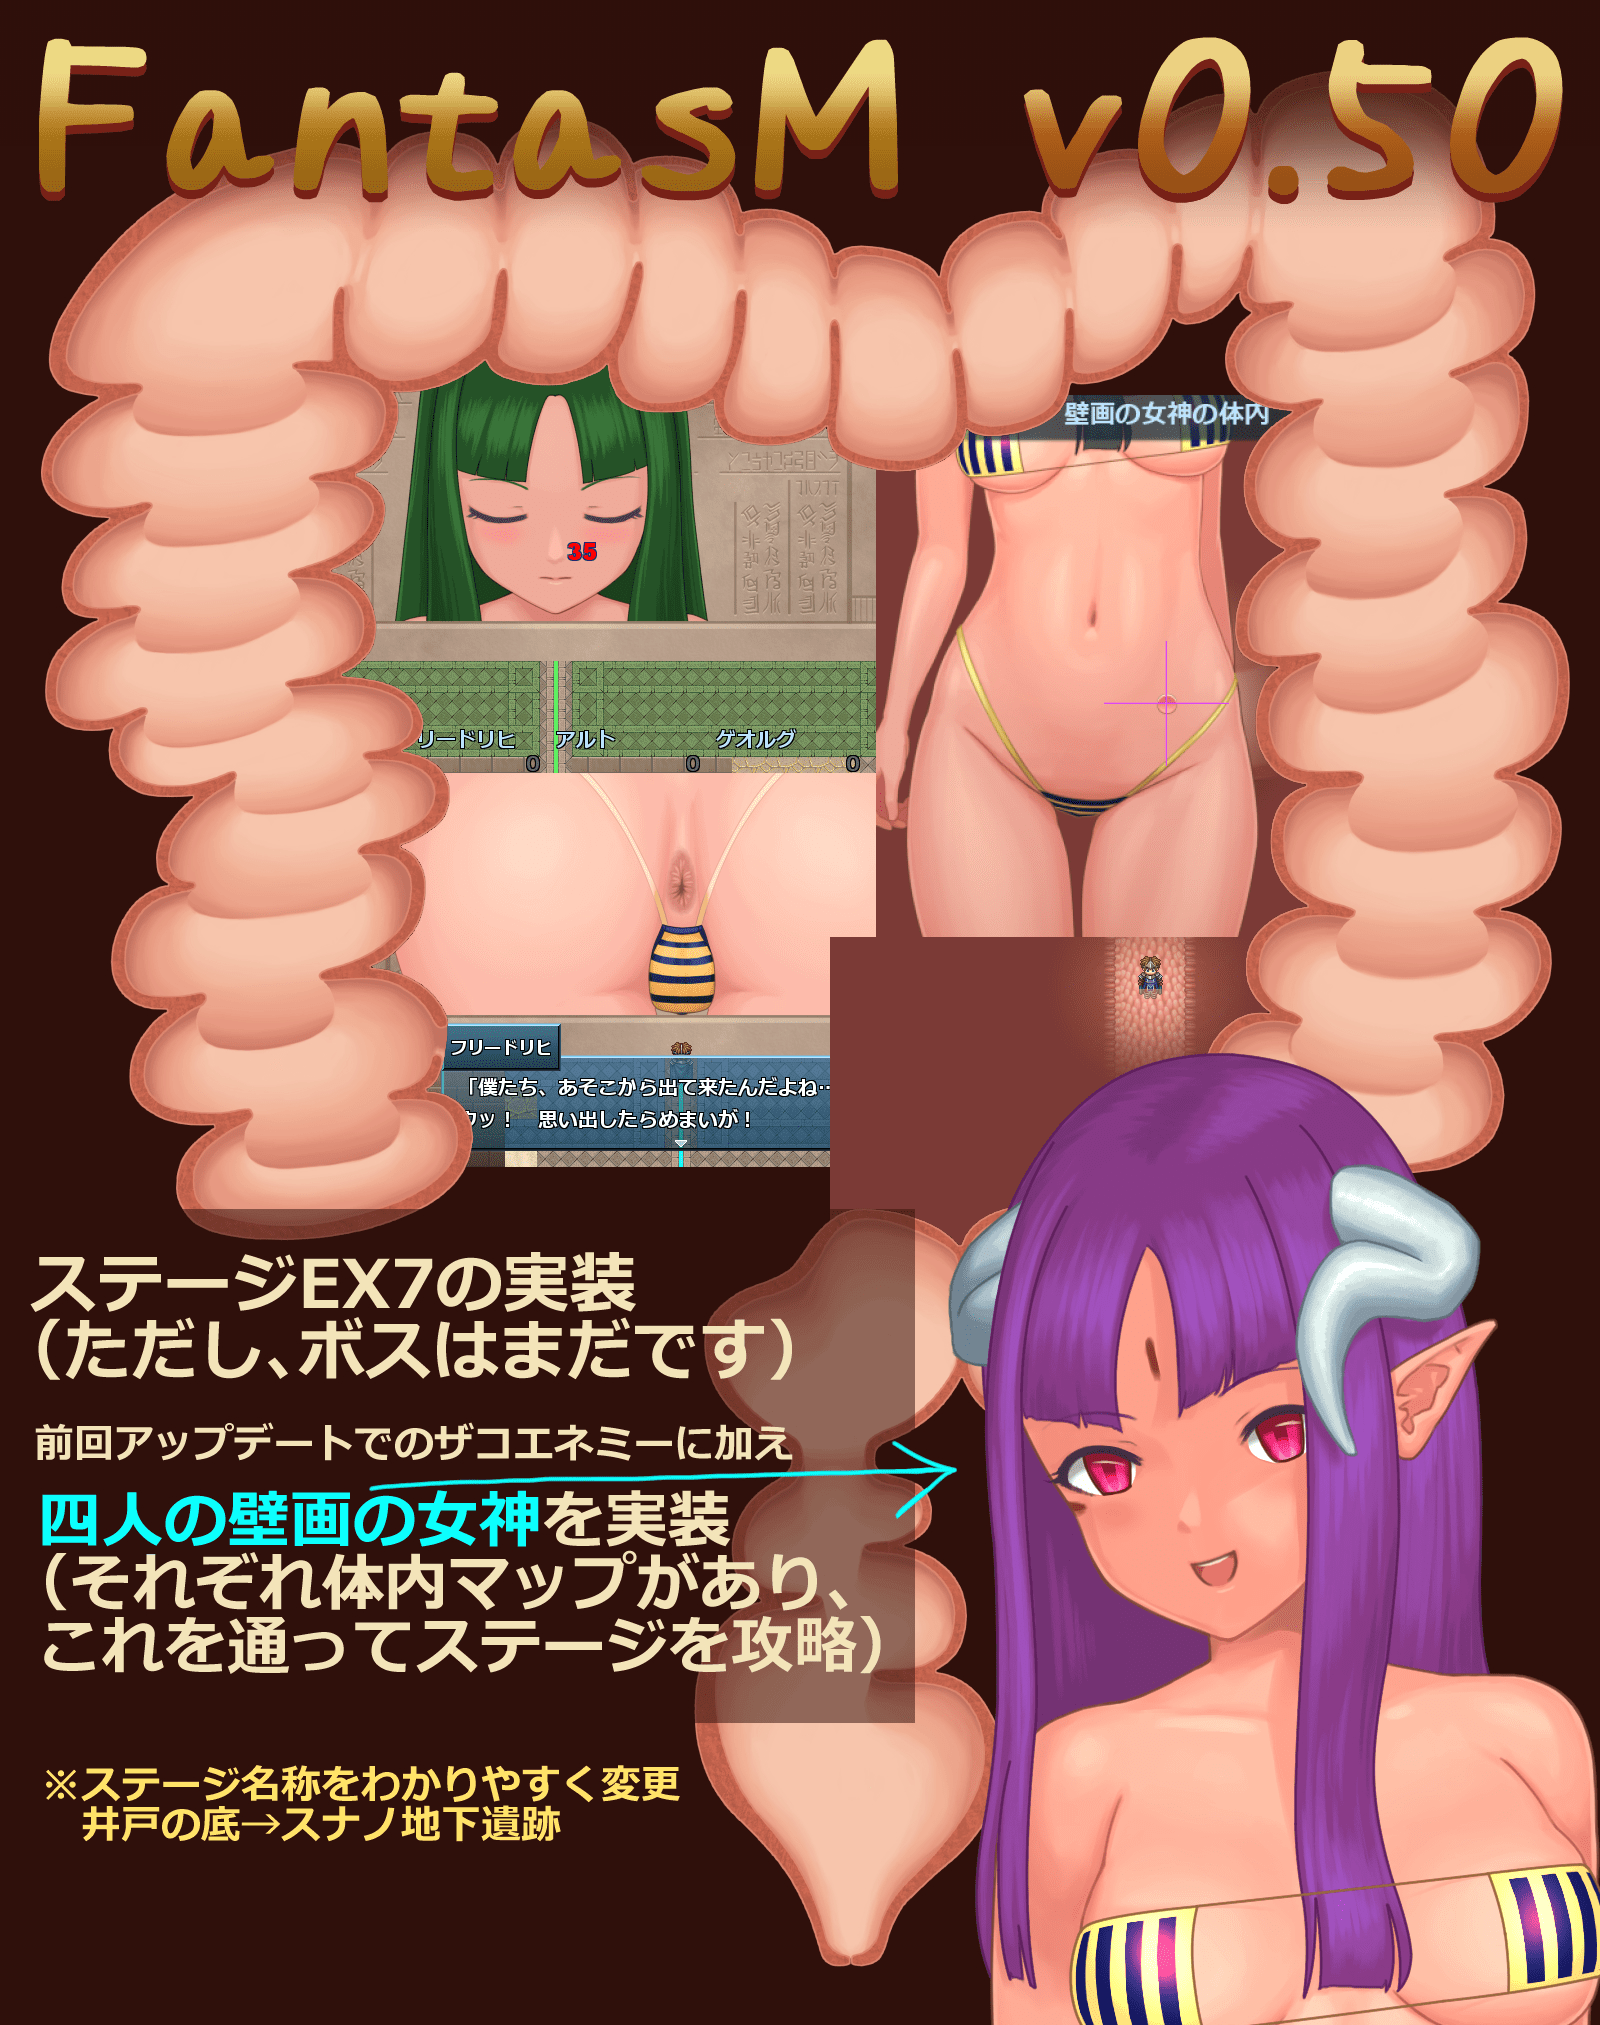 FantasM v0.50
壁画の女神の体内
35
リードリヒ アルト ゲオルグ
0 0 0
フリードリヒ
「僕たち、あそこから出て来たんだよね…
ウッ！ 思い出したらめまいが！
ステージEX7の実装
（ただし、ボスはまだです）
前回アップデートでのザコエネミーに加え
四人の壁画の女神を実装
（それぞれ体内マップがあり、
これを通ってステージを攻略）
※ステージ名称をわかりやすく変更
井戸の底→スナノ地下遺跡